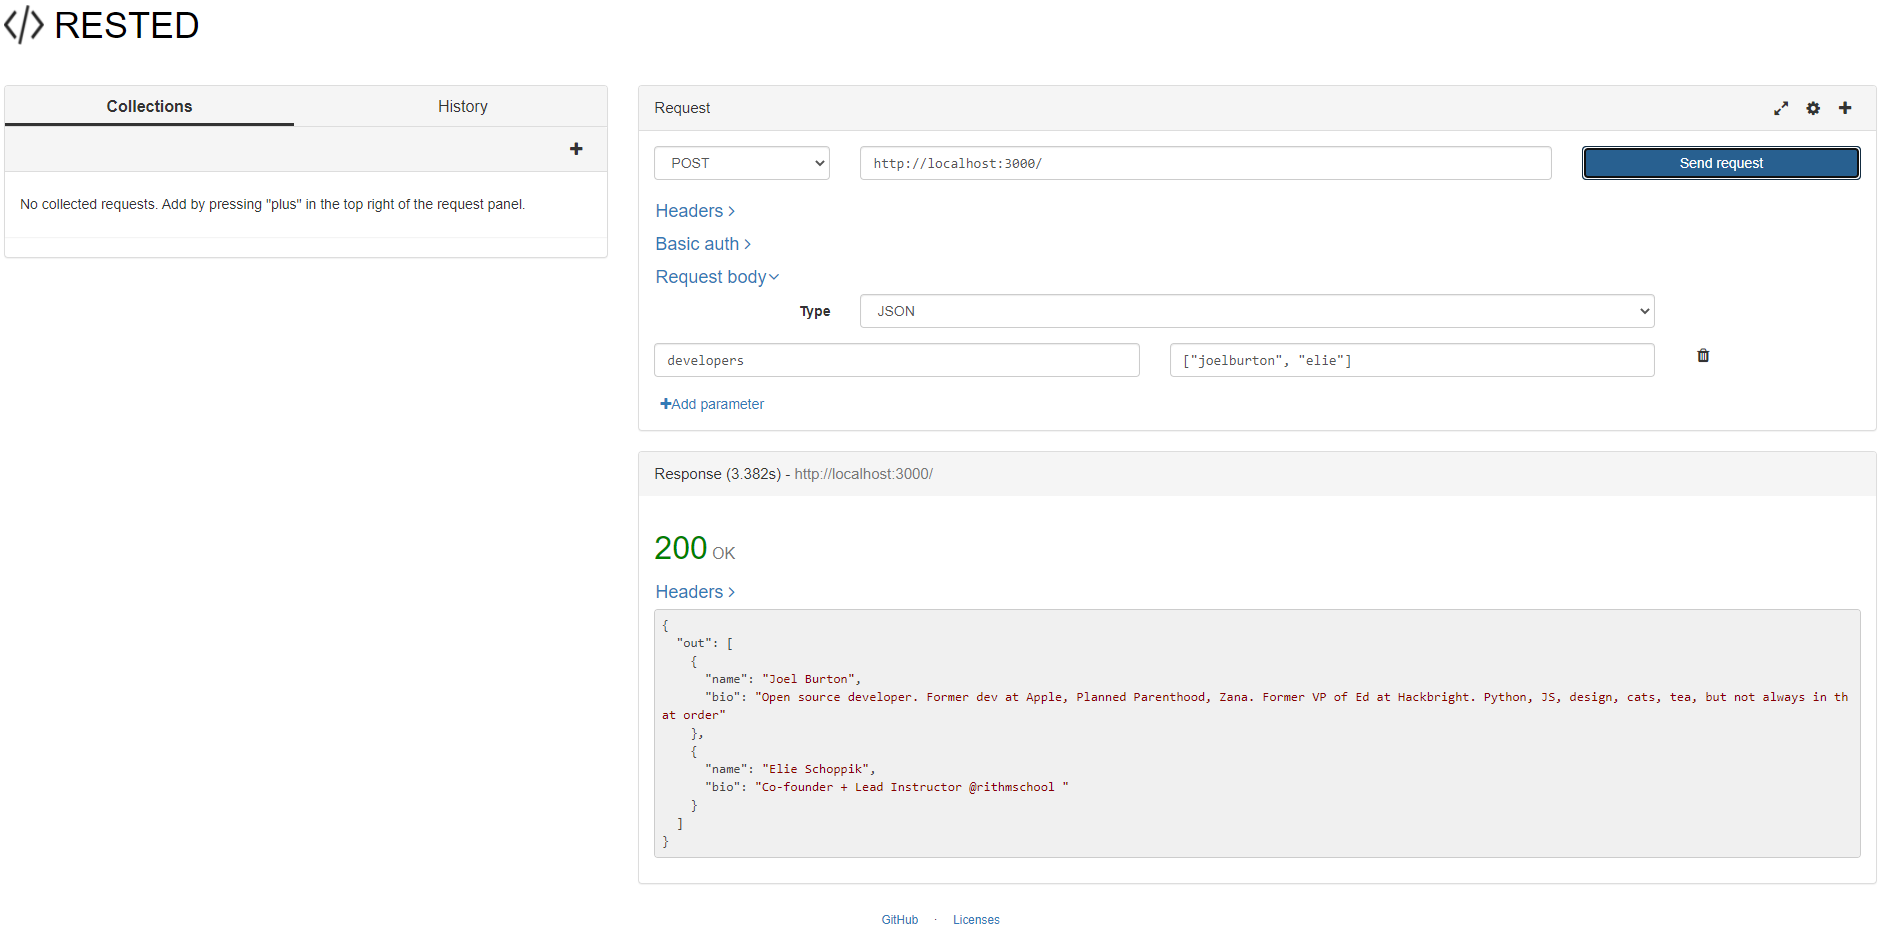 </> RESTED
Collections
History
No collected requests. Add by pressing "plus" in the top right of the request panel.
Request
POST
http://localhost:3000/
Send request
Headers
Basic auth
Request body
Type
JSON
developers
["joelburton", "elie"]
Add parameter
Response (3.382s) - http://localhost:3000/
200 OK
Headers
{
"out": [
{
"name": "Joel Burton",
"bio": "Open source developer. Former dev at Apple, Planned Parenthood, Zana. Former VP of Ed at Hackbright. Python, JS, design, cats, tea, but not always in th
at order"
},
{
"name": "Elie Schoppik",
"bio": "Co-founder + Lead Instructor @rithmschool "
}
]
}
GitHub · Licenses